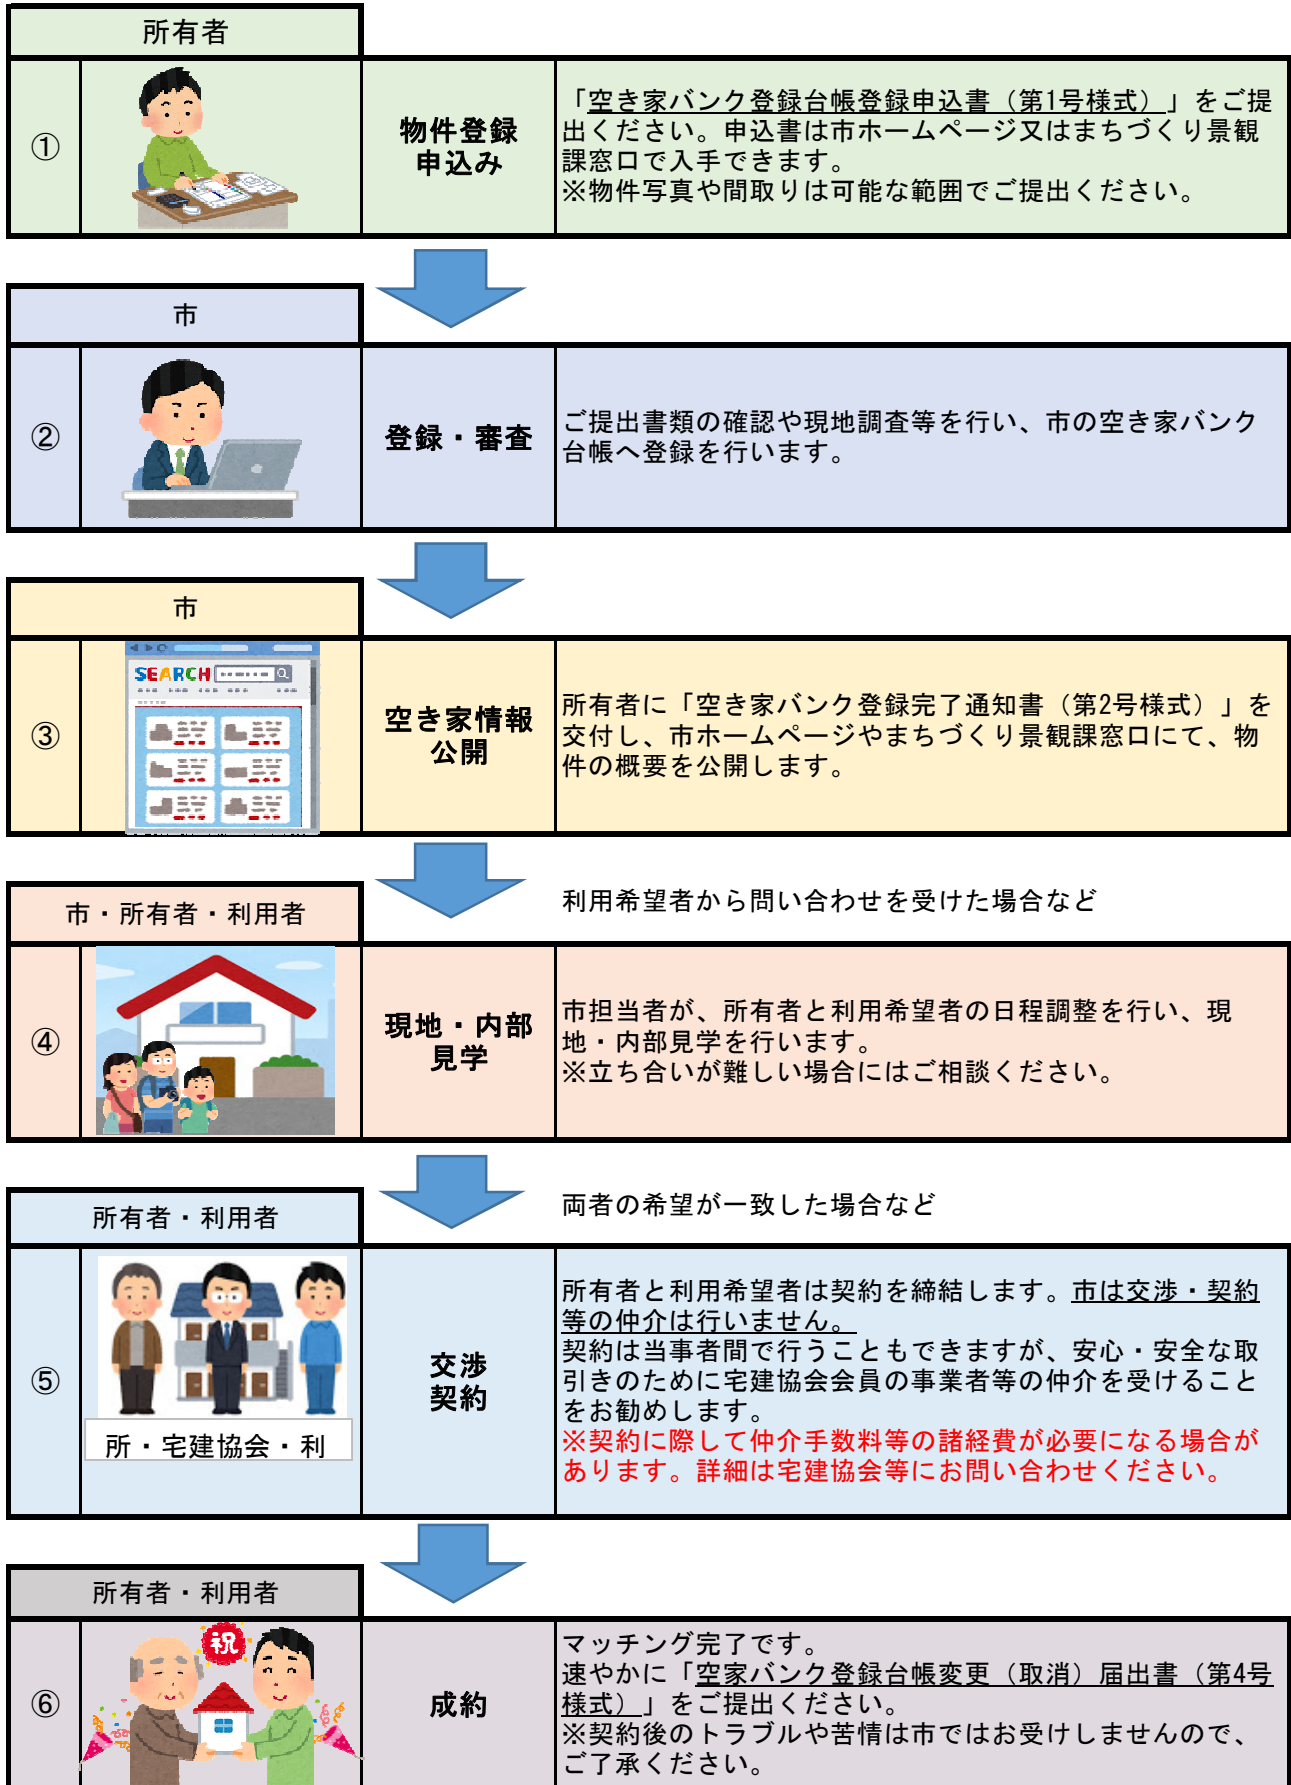 所有者
①
物件登録
申込み
「空き家バンク登録台帳登録申込書（第1号様式）」をご提
出ください。申込書は市ホームページ又はまちづくり景観
課窓口で入手できます。
※物件写真や間取りは可能な範囲でご提出ください。
市
②
登録・審査
ご提出書類の確認や現地調査等を行い、市の空き家バンク
台帳へ登録を行います。
市
③
SEARCH
空き家情報
公開
所有者に「空き家バンク登録完了通知書（第2号様式）」を
交付し、市ホームページやまちづくり景観課窓口にて、物
件の概要を公開します。
利用希望者から問い合わせを受けた場合など
市・所有者・利用者
④
現地・内部
見学
市担当者が、所有者と利用希望者の日程調整を行い、現
地・内部見学を行います。
※立ち合いが難しい場合にはご相談ください。
両者の希望が一致した場合など
所有者・利用者
⑤
所・宅建協会・利
交渉
契約
所有者と利用希望者は契約を締結します。市は交渉・契約
等の仲介は行いません。
契約は当事者間で行うこともできますが、安心・安全な取
引きのために宅建協会会員の事業者等の仲介を受けること
をお勧めします。
※契約に際して仲介手数料等の諸経費が必要になる場合が
あります。詳細は宅建協会等にお問い合わせください。
所有者・利用者
⑥
祝
成約
マッチング完了です。
速やかに「空家バンク登録台帳変更（取消）届出書（第4号
様式）」をご提出ください。
※契約後のトラブルや苦情は市ではお受けしませんので、
ご了承ください。